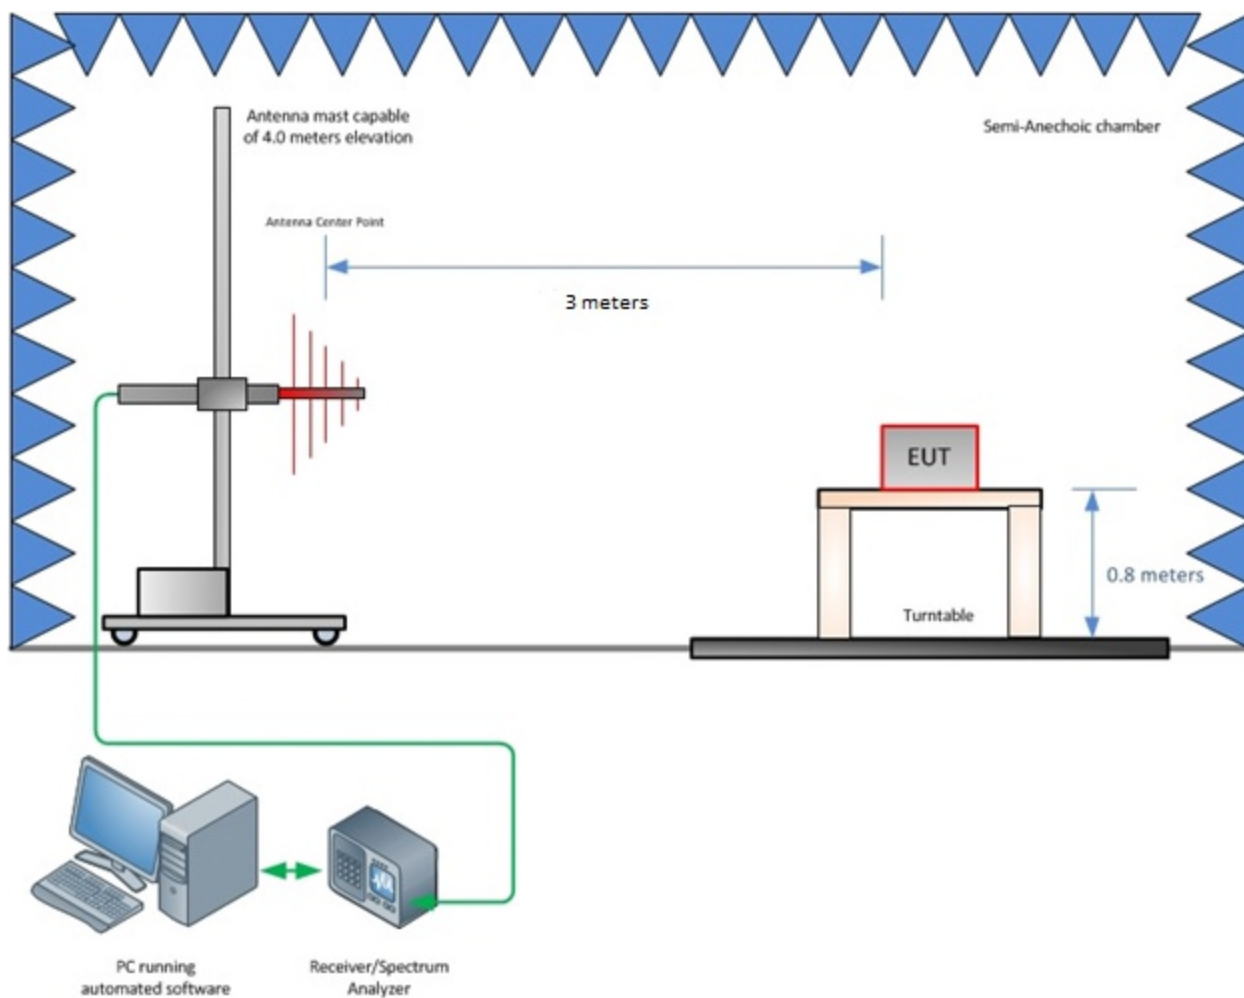 Antenna mast capable
of 4.0 meters elevation
Semi-Anechoic chamber
Antenna Center Point
3 meters
EUT
0.8 meters
Turntable
PC running
automated software
Receiver/Spectrum
Analyzer